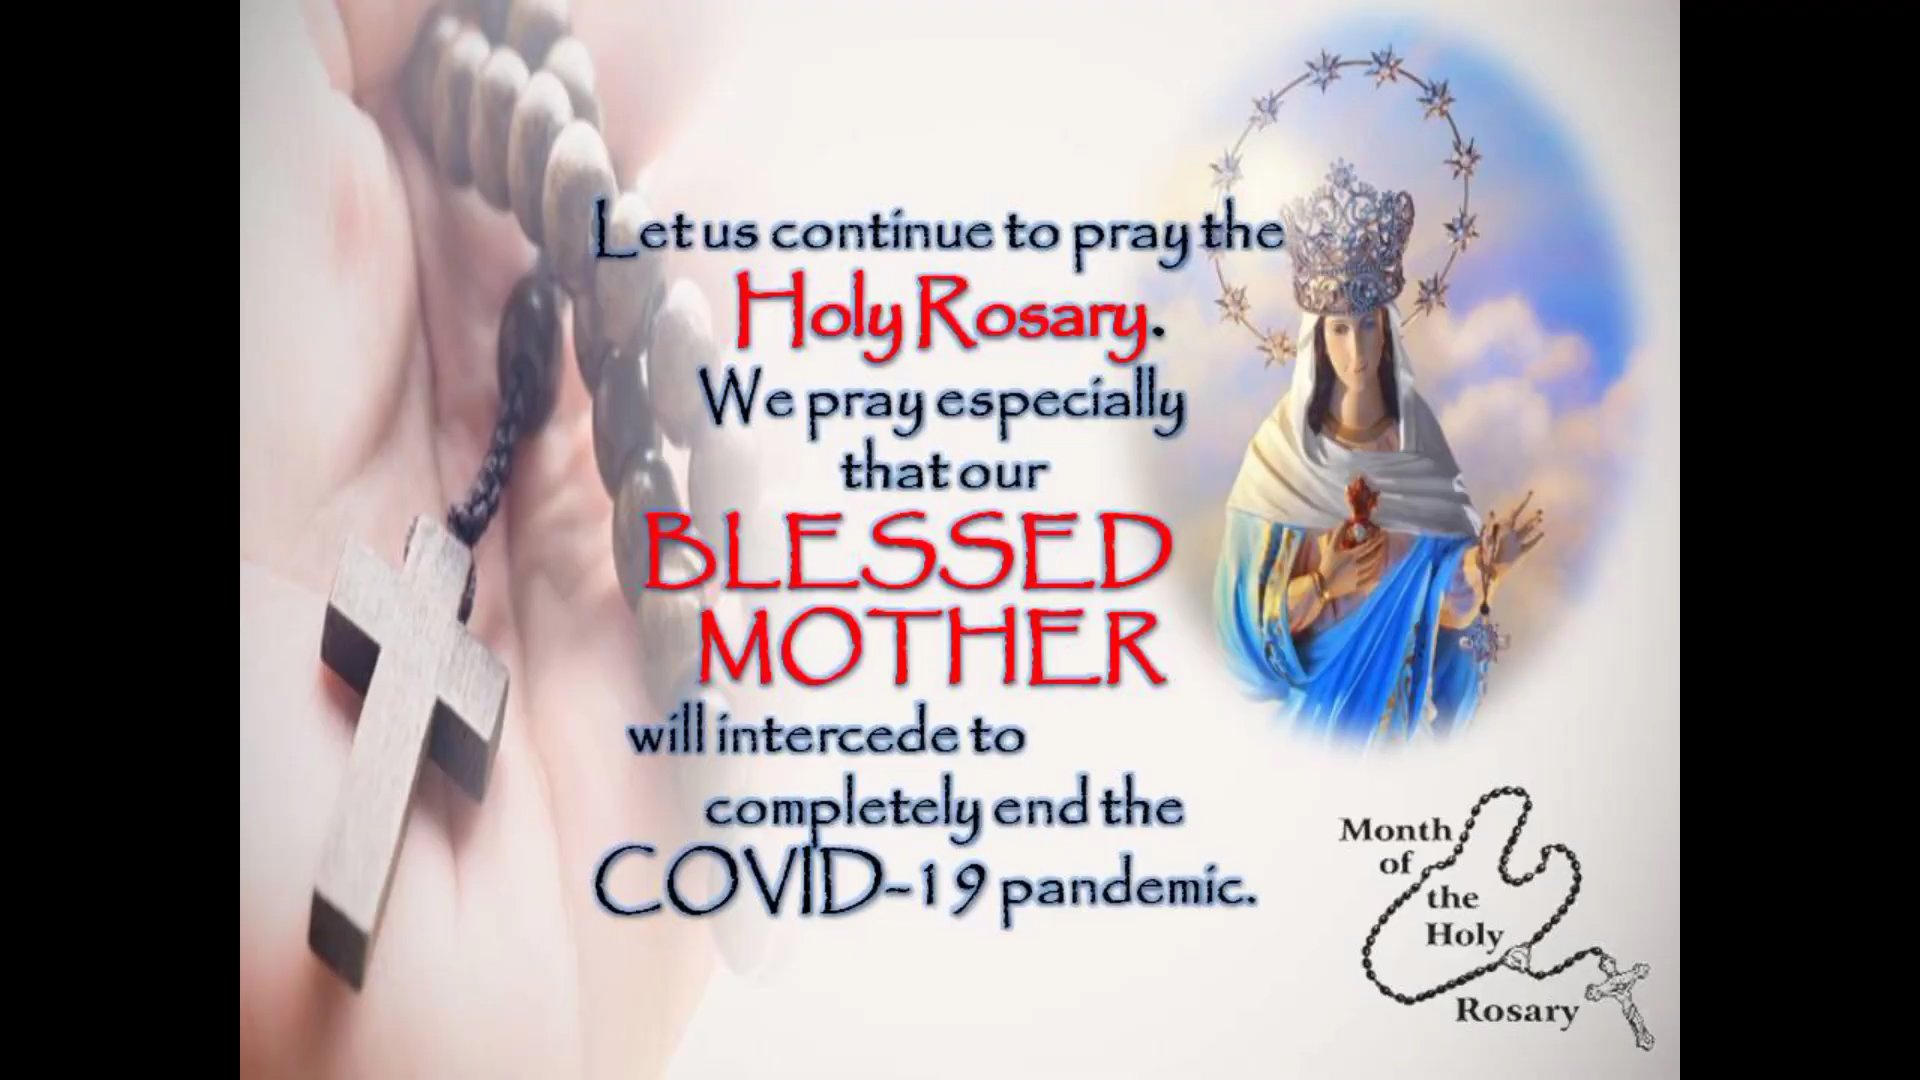 Let us continue to pray the
Holy Rosary.
We pray especially
that our
BLESSED
MOTHER
will intercede to
completely end the
COVID-19 pandemic.
Month
of
the
Holy
Rosary